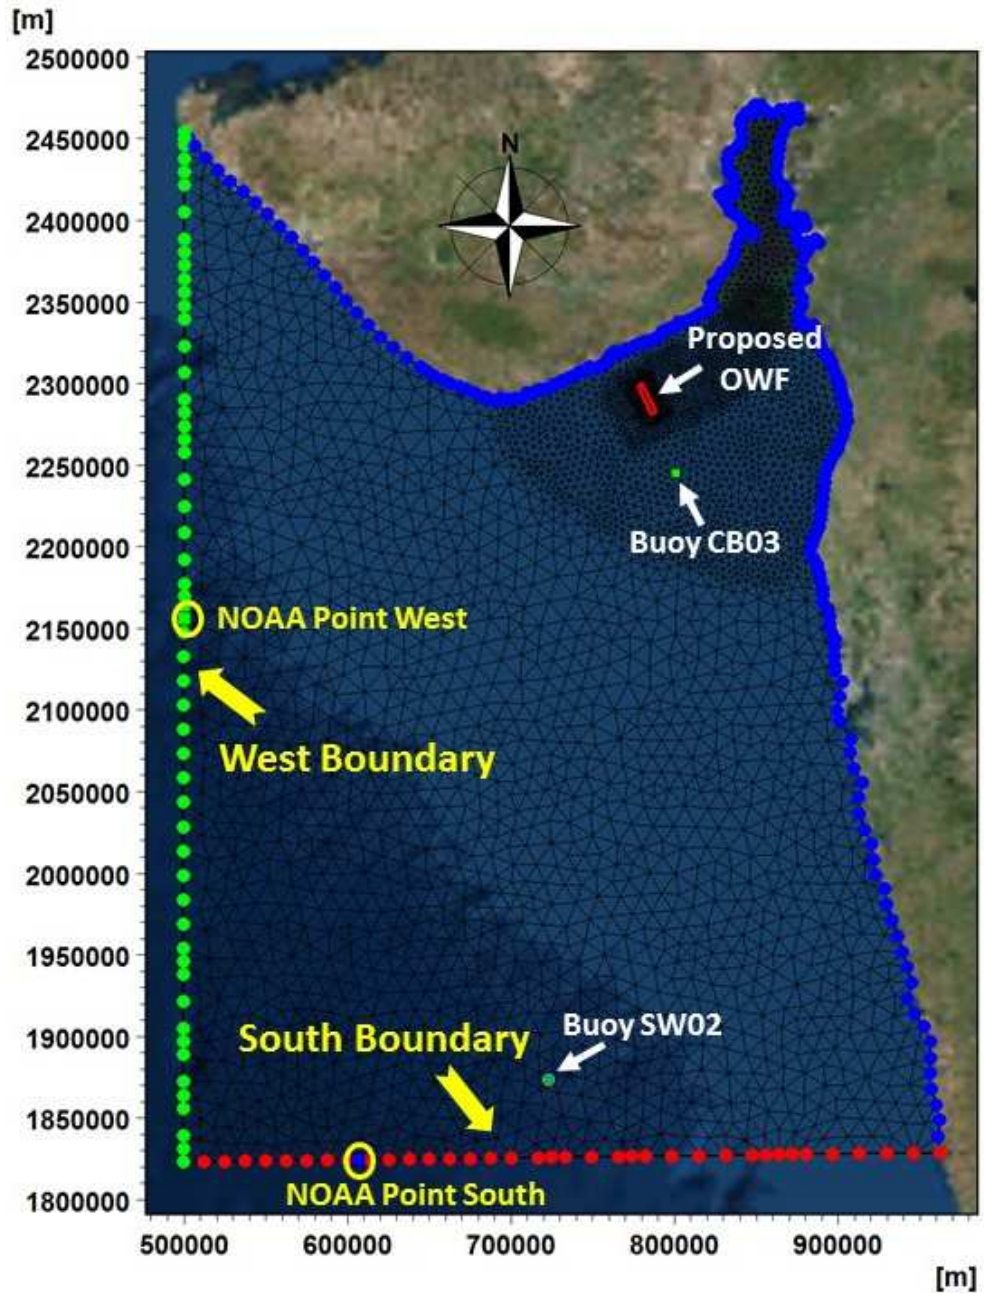 [m]
2500000
2450000
N
2400000
2350000
Proposed
OWF
2300000
2250000
Buoy CB03
2200000
NOAA Point West
2150000
2100000
West Boundary
2050000
2000000
1950000
1900000
South Boundary
Buoy SW02
1850000
NOAA Point South
1800000
500000 600000 700000 800000 900000
[m]